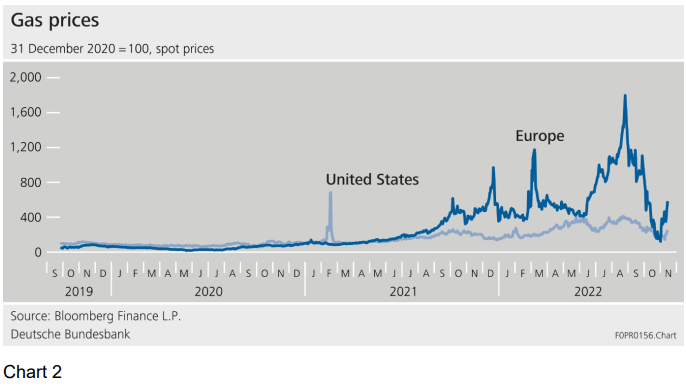 Gas prices
31 December 2020 = 100, spot prices
2,000
1,600
1,200
800
400
0
Europe
United States
S O N D J F M A M J J A S O N D J F M A M J J A S O N D J F M A M J J A S O N
2019 2020 2021 2022
Source: Bloomberg Finance L.P.
Deutsche Bundesbank
F0PR0156.Chart
Chart 2